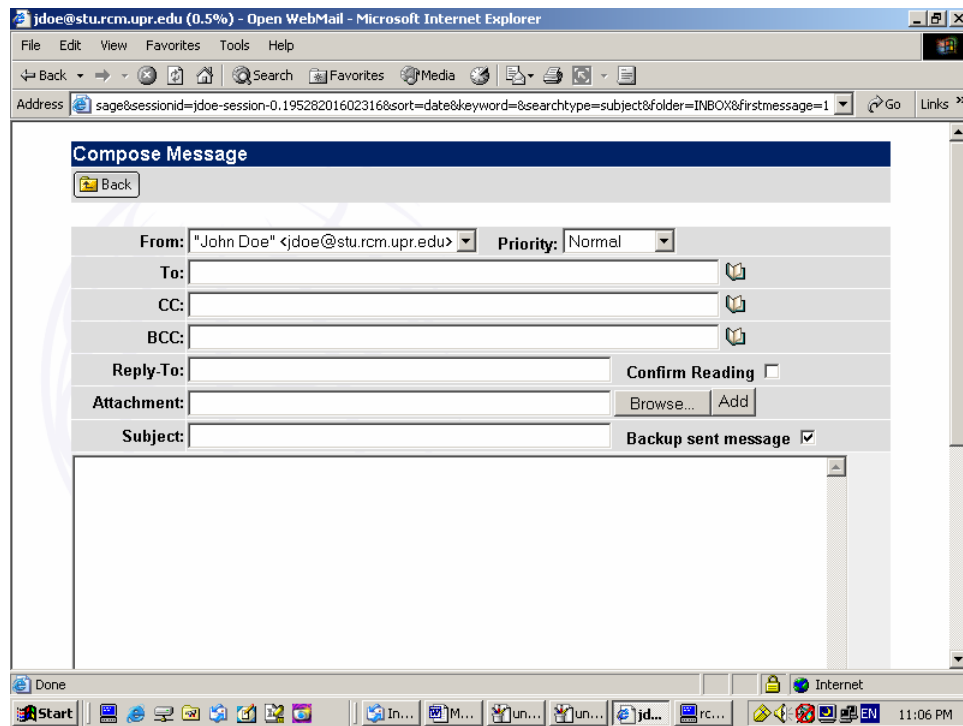 jdoe@stu.rcm.upr.edu (0.5%) - Open WebMail - Microsoft Internet Explorer
File Edit View Favorites Tools Help
Back Search Favorites Media
Address sage&sessionid=jdoe-session-0.195282016002316&sort=date&keyword=&searchtype=subject&folder=INBOX&firstmessage=1 Go Links »
Compose Message
Back
From: "John Doe" <jdoe@stu.rcm.upr.edu> Priority: Normal
To:
CC:
BCC:
Reply-To: Confirm Reading
Attachment: Browse... Add
Subject: Backup sent message
Done Internet
Start In... M... un... un... jd... rc... EN 11:06 PM